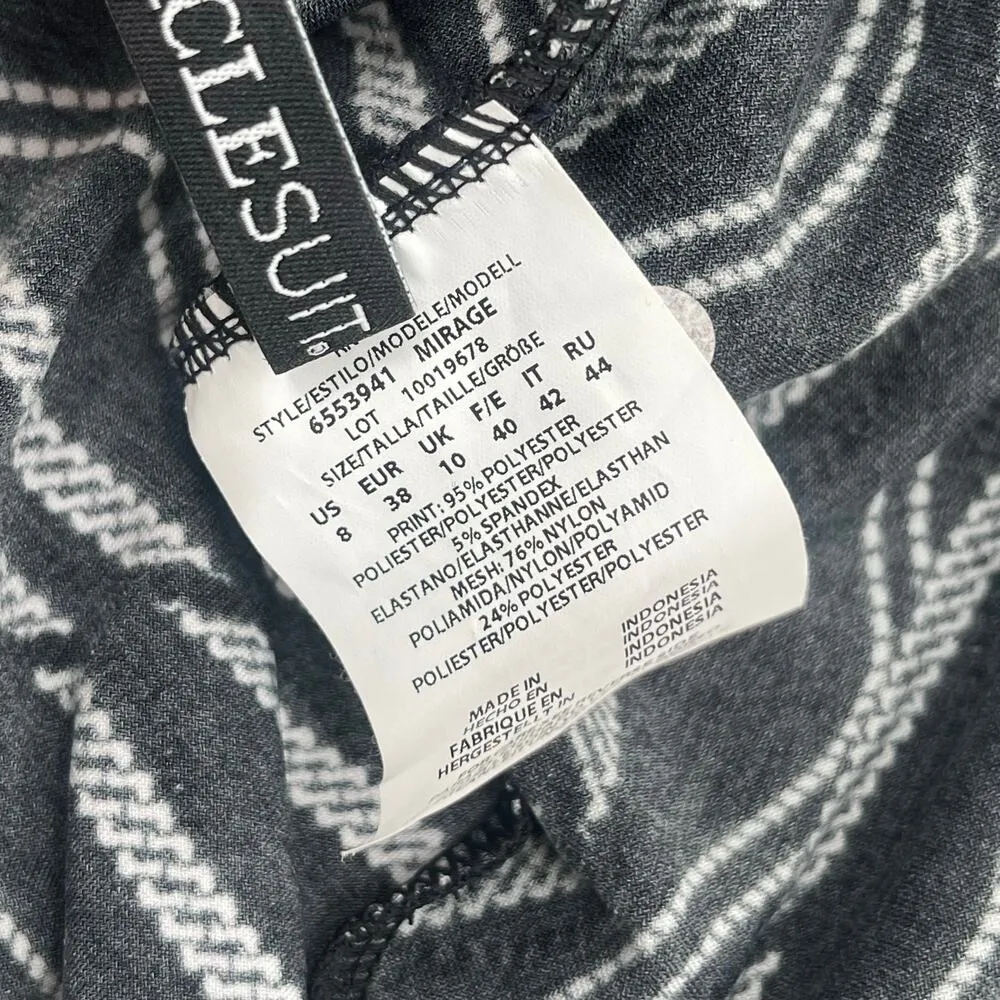 CLESUIT®
STYLE/ESTILO/MODELE/MODELL
6553941 MIRAGE
LOT 10019678
SIZE/TALLA/TAILLE/GRÖßE
US EUR UK F/E IT RU
8 38 10 40 42 44
PRINT: 95% POLYESTER
POLIESTER/POLYESTER/POLYESTER
5% SPANDEX
ELASTANO/ELASTHANNE/ELASTHAN
MESH: 76% NYLON
POLIAMIDA/NYLON/POLYAMID
24% POLYESTER
POLIESTER/POLYESTER/POLYESTER
MADE IN INDONESIA
HECHO EN INDONESIA
FABRIQUE EN INDONESIA
HERGESTELLT IN INDONESIA